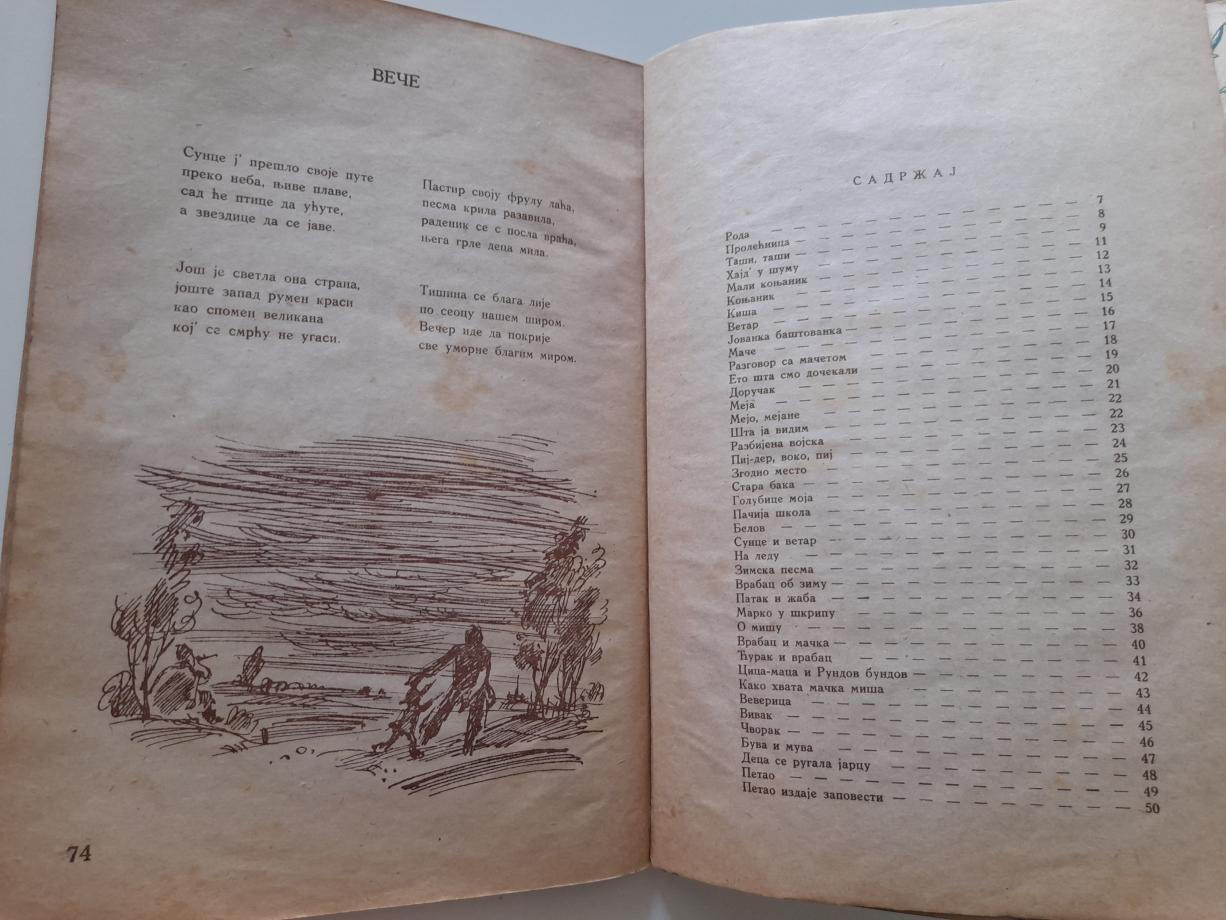 ВЕЧЕ
Сунце ј' прешло своје путе
преко неба, њиве плаве,
сад ће птице да ућуте,
а звездице да се јаве.
Још је светла она страна,
јоште запад румен краси
као спомен великана
кој' се смрћу не угаси.
Пастир своју фрулу лаћа,
песма крила развила,
раденик се с посла враћа,
њега грле деца мила.
Тишина се блага лије
по сеоцу нашем широм.
Вечер иде да покрије
све уморне благим миром.
74
САДРЖАЈ
Рода — 7
Пролећница — 8
Таши, таши — 9
Хајд' у шуму — 11
Мали коњаник — 12
Коњаник — 13
Киша — 14
Ветар — 15
Јованка баштованка — 16
Маче — 17
Разговор са мачетом — 18
Ето шта смо дочекали — 19
Доручак — 20
Меја — 21
Мејо, мејане — 22
Шта ја видим — 22
Разбијена војска — 23
Пиј-дер, воко, пиј — 24
Згодно место — 25
Стара бака — 26
Голубице моја — 27
Пачија школа — 28
Белов — 29
Сунце и ветар — 30
На леду — 31
Зимска песма — 32
Врабац об зиму — 33
Патак и жаба — 34
Марко у шкрипу — 36
О мишу — 38
Врабац и мачка — 40
Ћурак и врабац — 41
Цица-маца и Рундов бундов — 42
Како хвата мачка миша — 43
Веверица — 44
Вивак — 45
Чворак — 46
Бува и мува — 47
Деца се ругала јарцу — 48
Петао — 49
Петао издаје заповести — 50